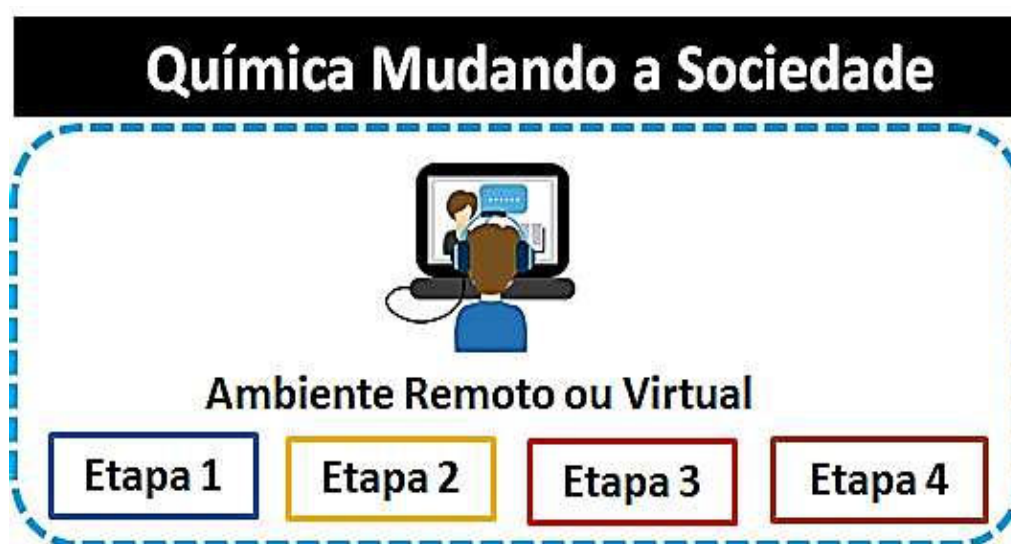 Química Mudando a Sociedade
Ambiente Remoto ou Virtual
Etapa 1 Etapa 2 Etapa 3 Etapa 4